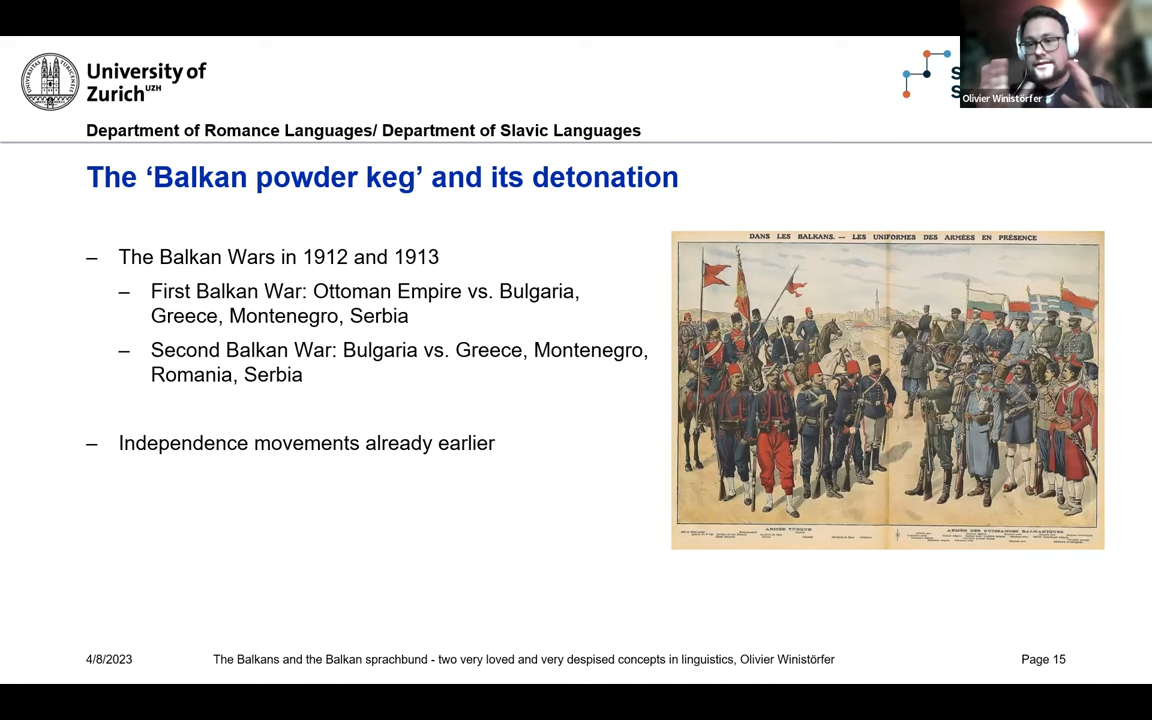 University of
Zurich UZH
S
S
Olivier Winistörfer
Department of Romance Languages/ Department of Slavic Languages
The ‘Balkan powder keg’ and its detonation
– The Balkan Wars in 1912 and 1913
– First Balkan War: Ottoman Empire vs. Bulgaria,
Greece, Montenegro, Serbia
– Second Balkan War: Bulgaria vs. Greece, Montenegro,
Romania, Serbia
– Independence movements already earlier
DANS LES BALKANS. — LES UNIFORMES DES ARMÉES EN PRÉSENCE
ARMÉE TURQUE
ARMÉE DES PUISSANCES BALKANIQUES
4/8/2023
The Balkans and the Balkan sprachbund - two very loved and very despised concepts in linguistics, Olivier Winistörfer
Page 15